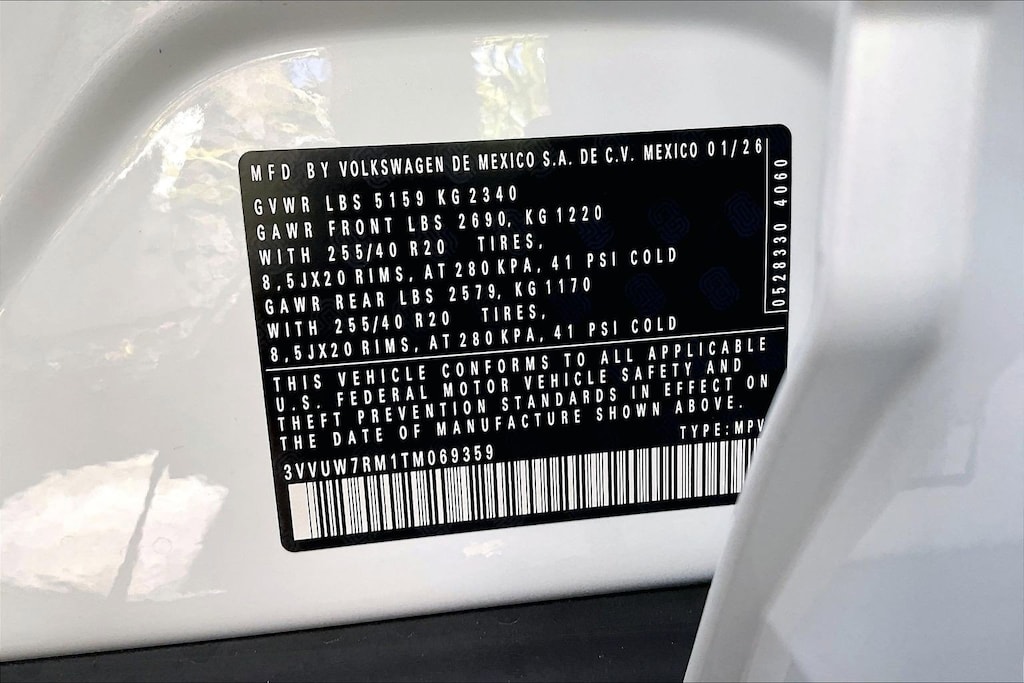 MFD BY VOLKSWAGEN DE MEXICO S.A. DE C.V. MEXICO 01/26
GVWR LBS 5159 KG 2340
GAWR FRONT LBS 2690, KG 1220
WITH 255/40 R20 TIRES,
8,5JX20 RIMS, AT 280 KPA, 41 PSI COLD
GAWR REAR LBS 2579, KG 1170
WITH 255/40 R20 TIRES,
8,5JX20 RIMS, AT 280 KPA, 41 PSI COLD
0528330 4060
THIS VEHICLE CONFORMS TO ALL APPLICABLE
U.S. FEDERAL MOTOR VEHICLE SAFETY AND
THEFT PREVENTION STANDARDS IN EFFECT ON
THE DATE OF MANUFACTURE SHOWN ABOVE.
TYPE:MPV
3VVUW7RM1TM069359